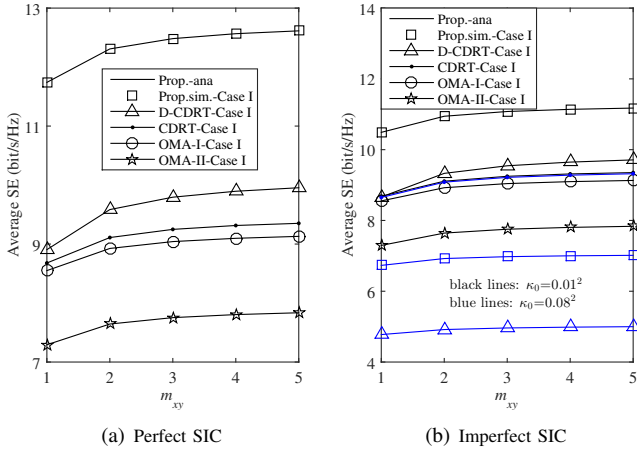 13
11
9
7
Average SE (bit/s/Hz)
Prop.-ana
Prop.sim.-Case I
D-CDRT-Case I
CDRT-Case I
OMA-I-Case I
OMA-II-Case I
1 2 3 4 5
m_xy
(a) Perfect SIC
14
12
10
8
6
4
Average SE (bit/s/Hz)
Prop.-ana
Prop.sim.-Case I
D-CDRT-Case I
CDRT-Case I
OMA-I-Case I
OMA-II-Case I
black lines: κ₀=0.01²
blue lines: κ₀=0.08²
1 2 3 4 5
m_xy
(b) Imperfect SIC